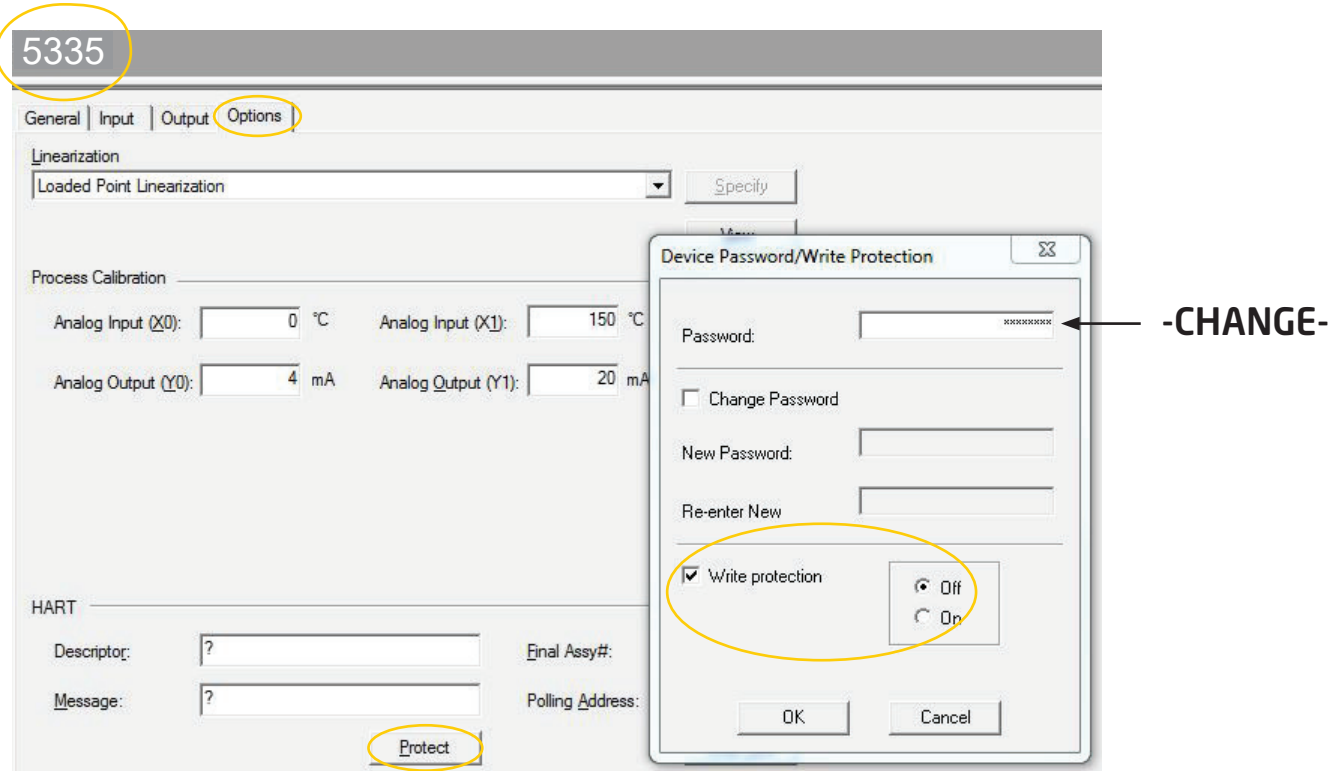 5335
General Input Output Options
Linearization
Loaded Point Linearization Specify
View
Device Password/Write Protection
Process Calibration
Analog Input (X0): 0 °C Analog Input (X1): 150 °C
Password: ******** -CHANGE-
Analog Output (Y0): 4 mA Analog Output (Y1): 20 mA
Change Password
New Password:
Re-enter New
Write protection Off
On
HART
Descriptor: ? Final Assy#:
Message: ? Polling Address:
OK Cancel
Protect